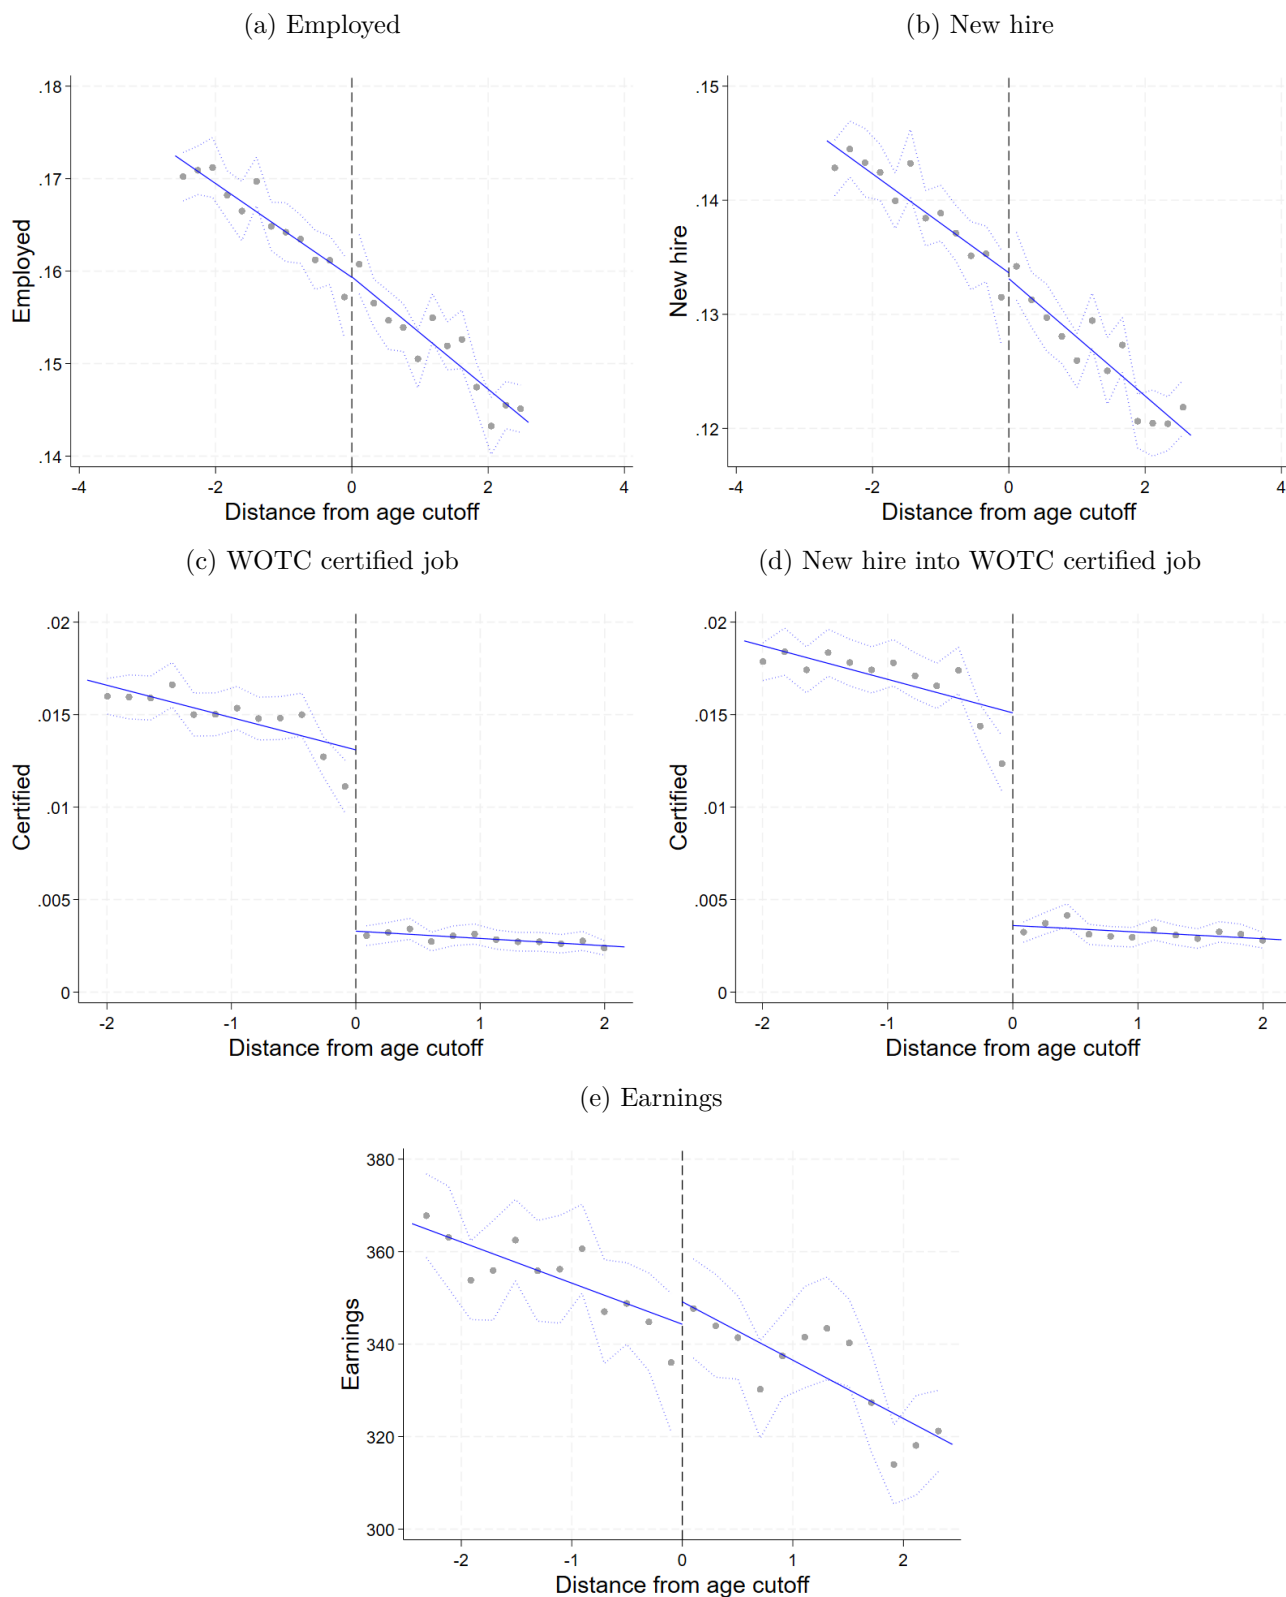 (a) Employed
(b) New hire
.18
.17
.16
.15
.14
Employed
-4 -2 0 2 4
Distance from age cutoff
.15
.14
.13
.12
New hire
-4 -2 0 2 4
Distance from age cutoff
(c) WOTC certified job
(d) New hire into WOTC certified job
.02
.015
.01
.005
0
Certified
-2 -1 0 1 2
Distance from age cutoff
.02
.015
.01
.005
0
Certified
-2 -1 0 1 2
Distance from age cutoff
(e) Earnings
380
360
340
320
300
Earnings
-2 -1 0 1 2
Distance from age cutoff